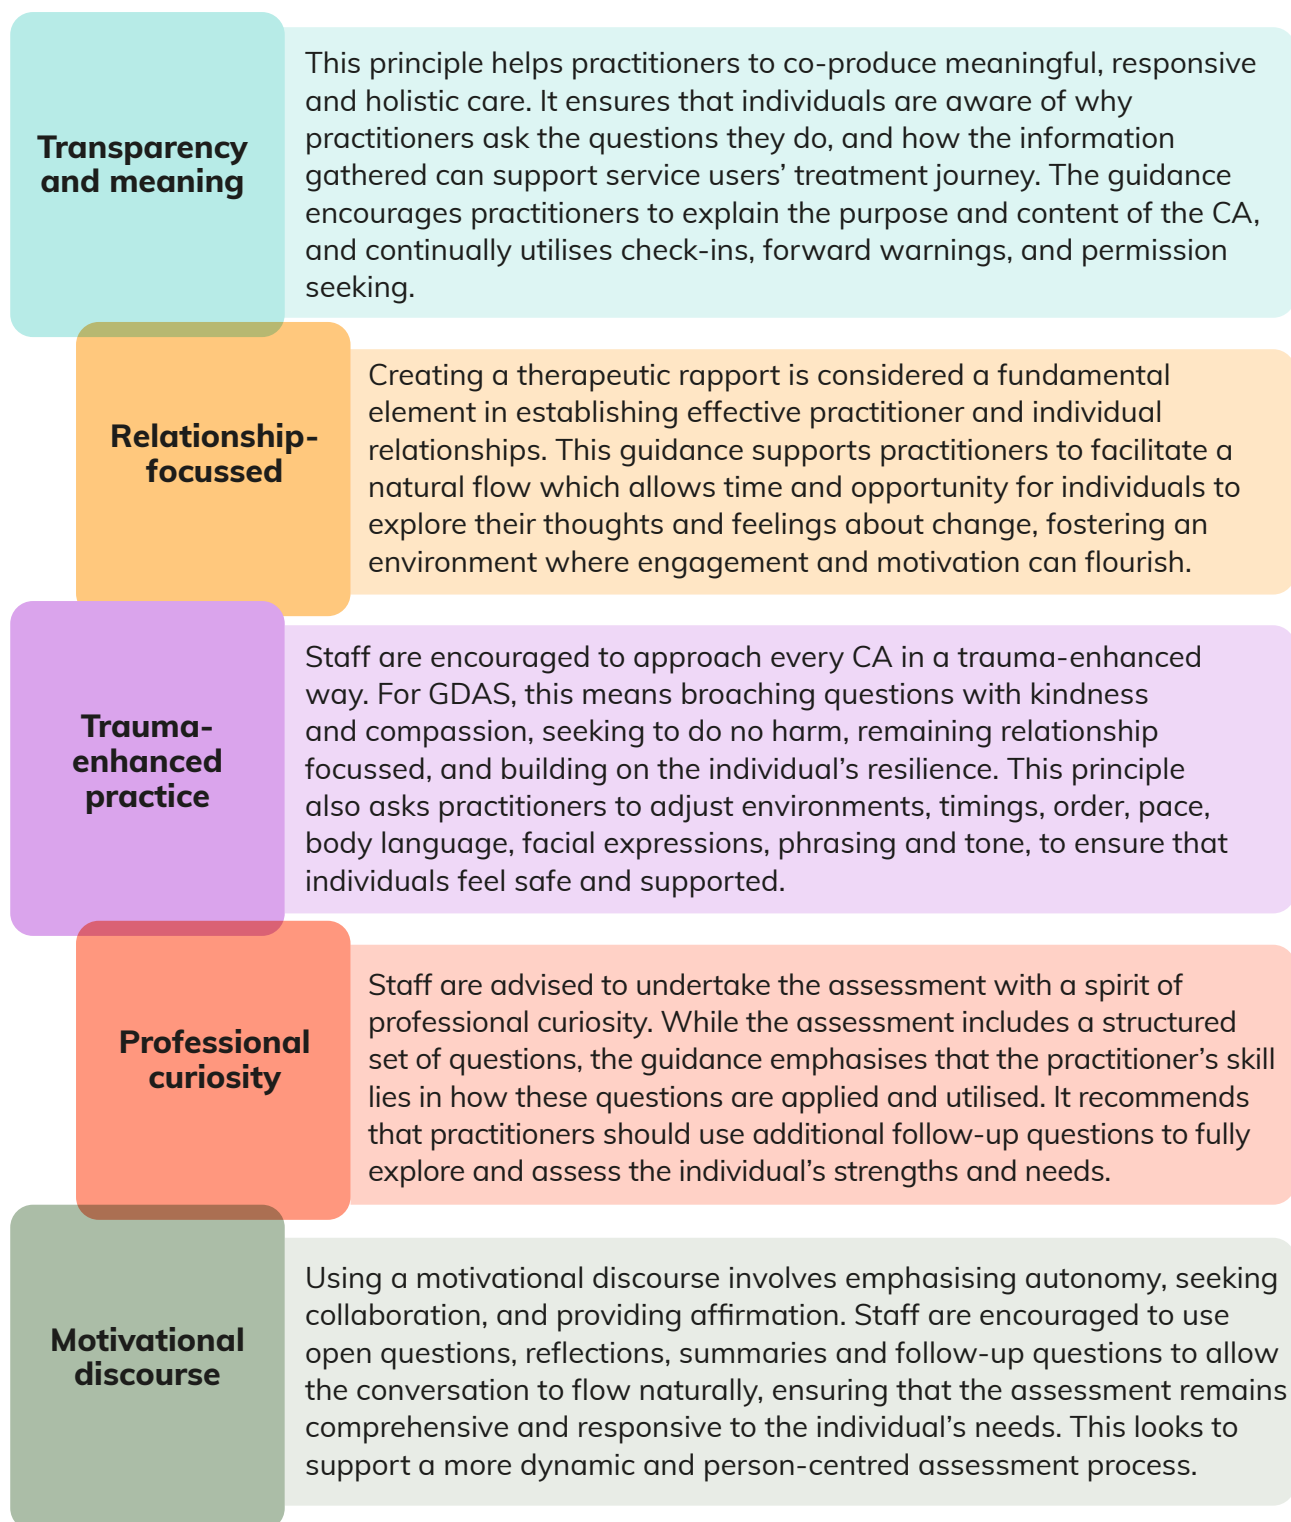 Transparency
and meaning
This principle helps practitioners to co-produce meaningful, responsive
and holistic care. It ensures that individuals are aware of why
practitioners ask the questions they do, and how the information
gathered can support service users’ treatment journey. The guidance
encourages practitioners to explain the purpose and content of the CA,
and continually utilises check-ins, forward warnings, and permission
seeking.
Relationship-
focussed
Creating a therapeutic rapport is considered a fundamental
element in establishing effective practitioner and individual
relationships. This guidance supports practitioners to facilitate a
natural flow which allows time and opportunity for individuals to
explore their thoughts and feelings about change, fostering an
environment where engagement and motivation can flourish.
Trauma-
enhanced
practice
Staff are encouraged to approach every CA in a trauma-enhanced
way. For GDAS, this means broaching questions with kindness
and compassion, seeking to do no harm, remaining relationship
focussed, and building on the individual’s resilience. This principle
also asks practitioners to adjust environments, timings, order, pace,
body language, facial expressions, phrasing and tone, to ensure that
individuals feel safe and supported.
Professional
curiosity
Staff are advised to undertake the assessment with a spirit of
professional curiosity. While the assessment includes a structured
set of questions, the guidance emphasises that the practitioner’s skill
lies in how these questions are applied and utilised. It recommends
that practitioners should use additional follow-up questions to fully
explore and assess the individual’s strengths and needs.
Motivational
discourse
Using a motivational discourse involves emphasising autonomy, seeking
collaboration, and providing affirmation. Staff are encouraged to use
open questions, reflections, summaries and follow-up questions to allow
the conversation to flow naturally, ensuring that the assessment remains
comprehensive and responsive to the individual’s needs. This looks to
support a more dynamic and person-centred assessment process.